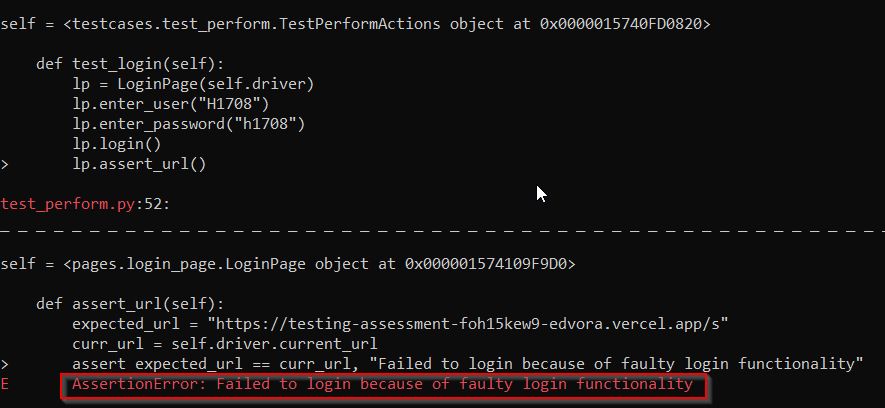 self = <testcases.test_perform.TestPerformActions object at 0x0000015740FD0820>
def test_login(self):
lp = LoginPage(self.driver)
lp.enter_user("H1708")
lp.enter_password("h1708")
lp.login()
> lp.assert_url()
test_perform.py:52:
_ _ _ _ _ _ _ _ _ _ _ _ _ _ _ _ _ _ _ _ _ _ _ _ _ _ _ _ _ _ _ _ _ _ _ _ _ _ _ _ _ _ _ _ _ _ _ _ _
self = <pages.login_page.LoginPage object at 0x000001574109F9D0>
def assert_url(self):
expected_url = "https://testing-assessment-foh15kew9-edvora.vercel.app/s"
curr_url = self.driver.current_url
> assert expected_url == curr_url, "Failed to login because of faulty login functionality"
E AssertionError: Failed to login because of faulty login functionality